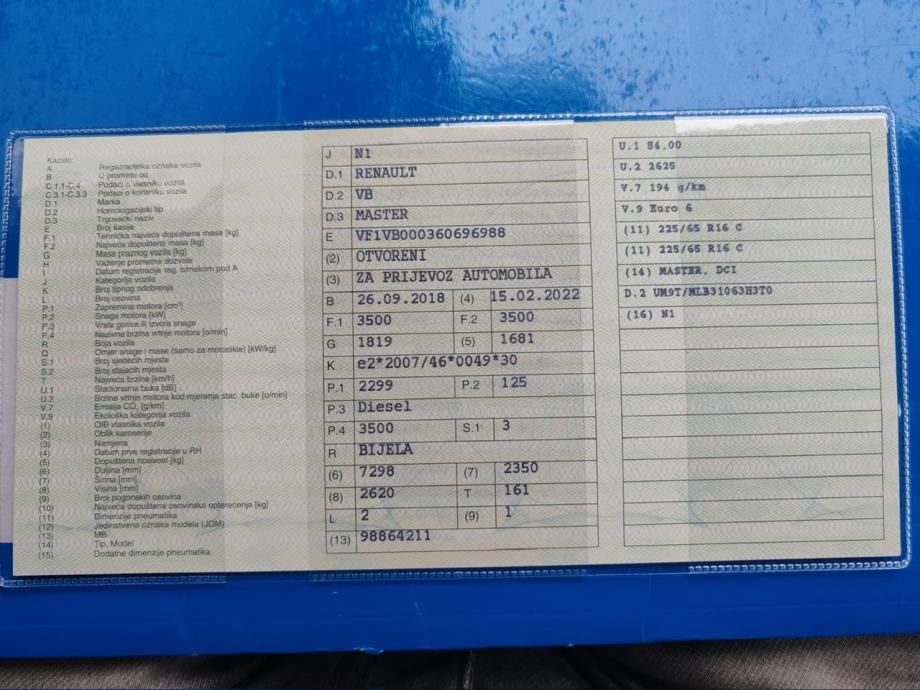 Kazalo:
A Registracijska oznaka vozila
B U prometu od
C.1.1-C.4 Podaci o vlasniku vozila
C.3.1-C.3.3 Podaci o korisniku vozila
D.1 Marka
D.2 Homologacijski tip
D.3 Trgovački naziv
E Broj šasije
F.1 Tehnička najveća dopuštena masa [kg]
F.2 Najveća dopuštena masa [kg]
G Masa praznog vozila [kg]
H Važenje prometne dozvole
I Datum registracije reg. oznakom pod A
J Kategorija vozila
K Broj tipnog odobrenja
L Broj osovina
P.1 Zapremina motora [cm³]
P.2 Snaga motora [kW]
P.3 Vrsta goriva ili izvora snage
P.4 Nazivna brzina vrtnje motora [o/min]
R Boja vozila
Q Omjer snage i mase (samo za motocikle) [kW/kg]
S.1 Broj sjedećih mjesta
S.2 Broj stajaćih mjesta
T Najveća brzina [km/h]
U.1 Stacionarna buka [dB]
U.2 Brzina vrtnje motora kod mjerenja stac. buke [o/min]
V.7 Emisija CO₂ [g/km]
V.9 Ekološka kategorija vozila
(1) OIB vlasnika vozila
(2) Oblik karoserije
(3) Namjena
(4) Datum prve registracije u RH
(5) Dopuštena nosivost [kg]
(6) Duljina [mm]
(7) Širina [mm]
(8) Visina [mm]
(9) Broj pogonskih osovina
(10) Najveća dopuštena osovinska opterećenja [kg]
(11) Dimenzije pneumatika
(12) Jedinstvena oznaka modela (JOM)
(13) MB
(14) Tip, Model
(15) Dodatne dimenzije pneumatika
J N1
D.1 RENAULT
D.2 VB
D.3 MASTER
E VF1VB000360696988
(2) OTVORENI
(3) ZA PRIJEVOZ AUTOMOBILA
B 26.09.2018 (4) 15.02.2022
F.1 3500 F.2 3500
G 1819 (5) 1681
K e2*2007/46*0049*30
P.1 2299 P.2 125
P.3 Diesel
P.4 3500 S.1 3
R BIJELA
(6) 7298 (7) 2350
(8) 2620 T 161
L 2 (9) 1
(13) 98864211
U.1 84.00
U.2 2625
V.7 194 g/km
V.9 Euro 6
(11) 225/65 R16 C
(11) 225/65 R16 C
(14) MASTER, DCI
D.2 UM9T/MLB31063H3T0
(16) N1